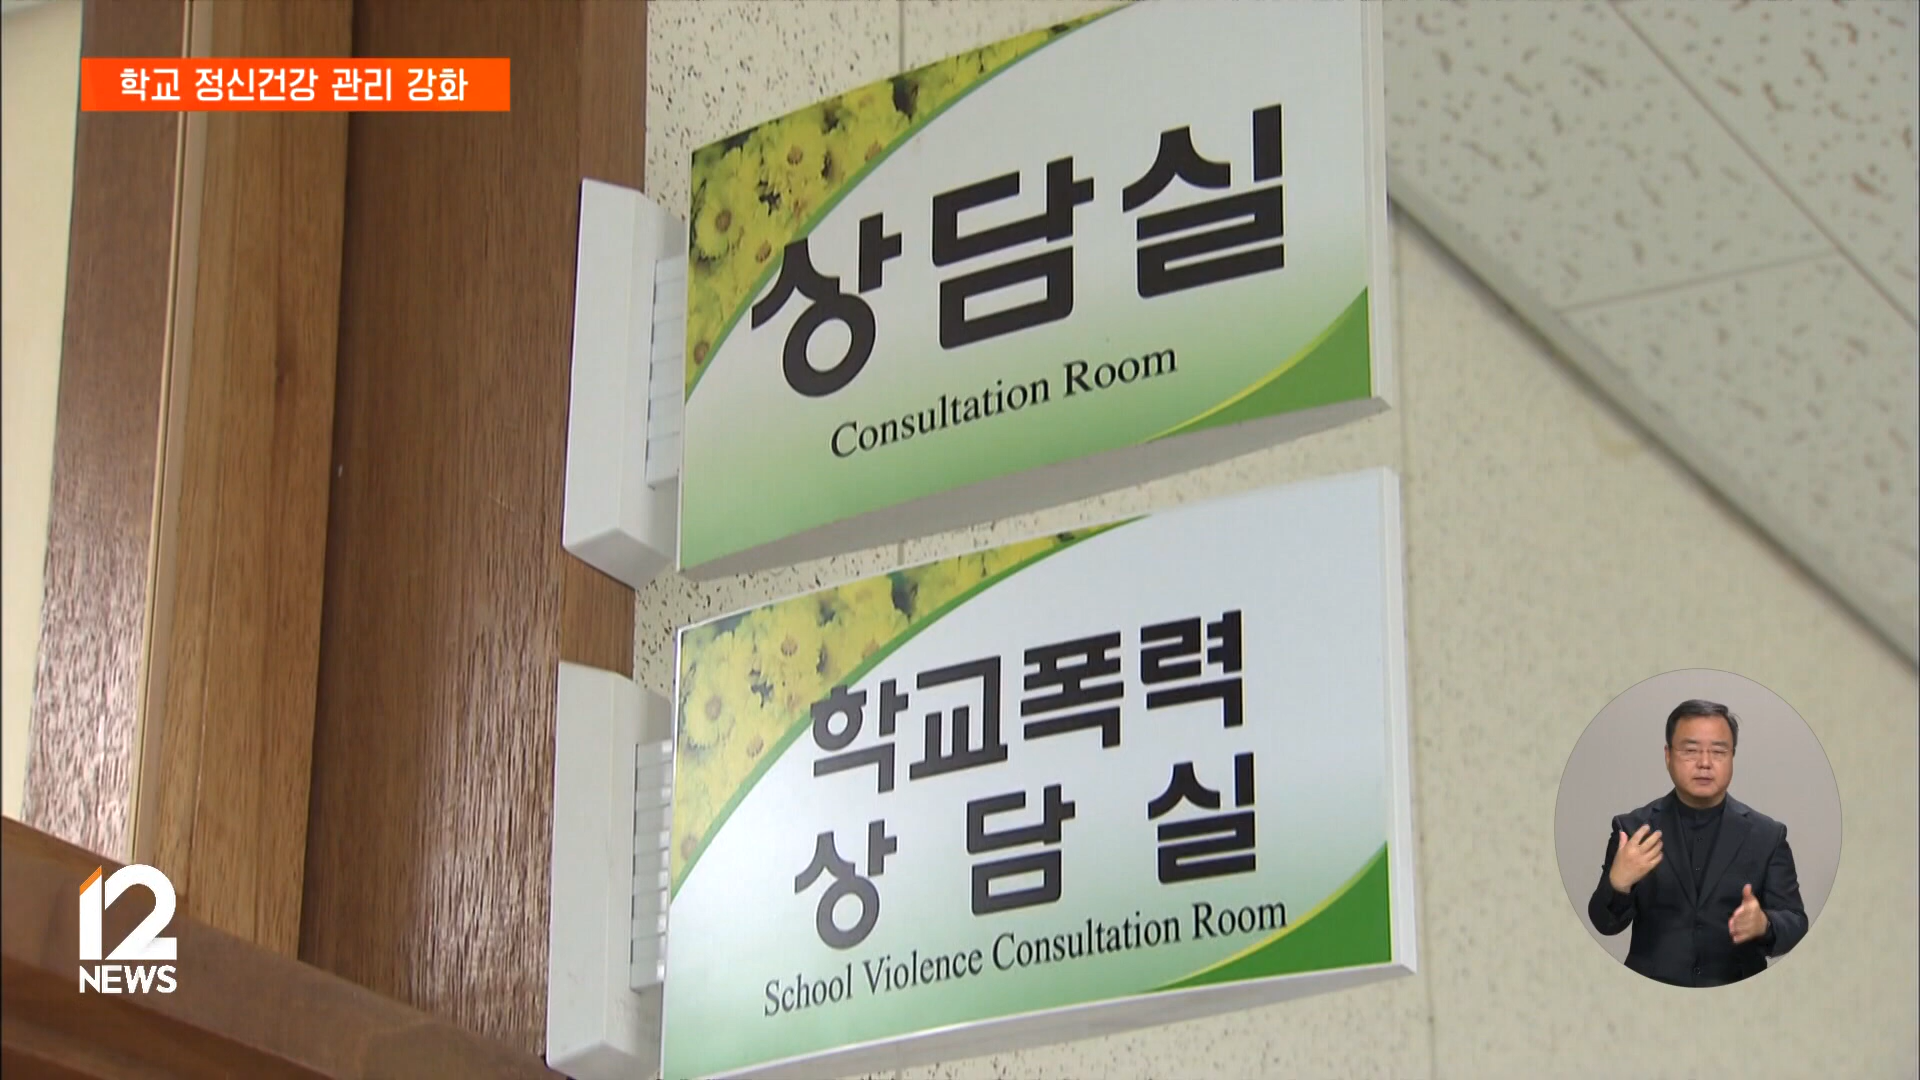 학교 정신건강 관리 강화
상담실
Consultation Room
학교폭력
상 담 실
School Violence Consultation Room
12
NEWS